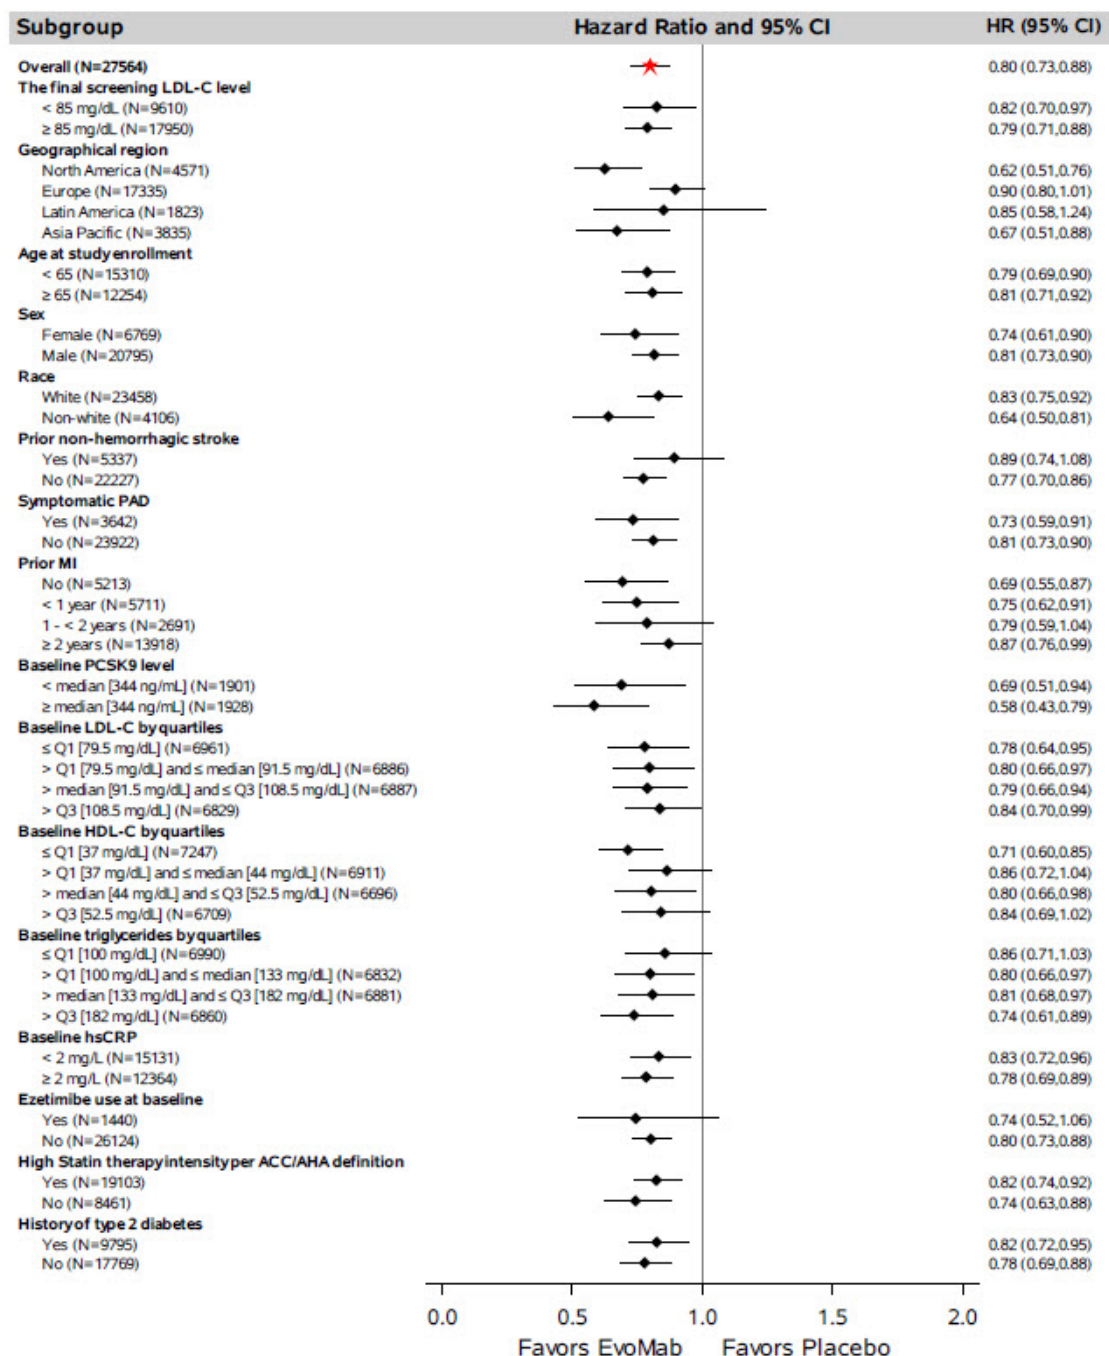 Subgroup Hazard Ratio and 95% CI HR (95% CI)
Overall (N=27564) 0.80 (0.73,0.88)
The final screening LDL-C level
< 85 mg/dL (N=9610) 0.82 (0.70,0.97)
≥ 85 mg/dL (N=17950) 0.79 (0.71,0.88)
Geographical region
North America (N=4571) 0.62 (0.51,0.76)
Europe (N=17335) 0.90 (0.80,1.01)
Latin America (N=1823) 0.85 (0.58,1.24)
Asia Pacific (N=3835) 0.67 (0.51,0.88)
Age at study enrollment
< 65 (N=15310) 0.79 (0.69,0.90)
≥ 65 (N=12254) 0.81 (0.71,0.92)
Sex
Female (N=6769) 0.74 (0.61,0.90)
Male (N=20795) 0.81 (0.73,0.90)
Race
White (N=23458) 0.83 (0.75,0.92)
Non-white (N=4106) 0.64 (0.50,0.81)
Prior non-hemorrhagic stroke
Yes (N=5337) 0.89 (0.74,1.08)
No (N=22227) 0.77 (0.70,0.86)
Symptomatic PAD
Yes (N=3642) 0.73 (0.59,0.91)
No (N=23922) 0.81 (0.73,0.90)
Prior MI
No (N=5213) 0.69 (0.55,0.87)
< 1 year (N=5711) 0.75 (0.62,0.91)
1 - < 2 years (N=2691) 0.79 (0.59,1.04)
≥ 2 years (N=13918) 0.87 (0.76,0.99)
Baseline PCSK9 level
< median [344 ng/mL] (N=1901) 0.69 (0.51,0.94)
≥ median [344 ng/mL] (N=1928) 0.58 (0.43,0.79)
Baseline LDL-C by quartiles
≤ Q1 [79.5 mg/dL] (N=6961) 0.78 (0.64,0.95)
> Q1 [79.5 mg/dL] and ≤ median [91.5 mg/dL] (N=6886) 0.80 (0.66,0.97)
> median [91.5 mg/dL] and ≤ Q3 [108.5 mg/dL] (N=6887) 0.79 (0.66,0.94)
> Q3 [108.5 mg/dL] (N=6829) 0.84 (0.70,0.99)
Baseline HDL-C by quartiles
≤ Q1 [37 mg/dL] (N=7247) 0.71 (0.60,0.85)
> Q1 [37 mg/dL] and ≤ median [44 mg/dL] (N=6911) 0.86 (0.72,1.04)
> median [44 mg/dL] and ≤ Q3 [52.5 mg/dL] (N=6696) 0.80 (0.66,0.98)
> Q3 [52.5 mg/dL] (N=6709) 0.84 (0.69,1.02)
Baseline triglycerides by quartiles
≤ Q1 [100 mg/dL] (N=6990) 0.86 (0.71,1.03)
> Q1 [100 mg/dL] and ≤ median [133 mg/dL] (N=6832) 0.80 (0.66,0.97)
> median [133 mg/dL] and ≤ Q3 [182 mg/dL] (N=6881) 0.81 (0.68,0.97)
> Q3 [182 mg/dL] (N=6860) 0.74 (0.61,0.89)
Baseline hsCRP
< 2 mg/L (N=15131) 0.83 (0.72,0.96)
≥ 2 mg/L (N=12364) 0.78 (0.69,0.89)
Ezetimibe use at baseline
Yes (N=1440) 0.74 (0.52,1.06)
No (N=26124) 0.80 (0.73,0.88)
High Statin therapy intensity per ACC/AHA definition
Yes (N=19103) 0.82 (0.74,0.92)
No (N=8461) 0.74 (0.63,0.88)
History of type 2 diabetes
Yes (N=9795) 0.82 (0.72,0.95)
No (N=17769) 0.78 (0.69,0.88)
0.0 0.5 1.0 1.5 2.0
Favors EvoMab Favors Placebo